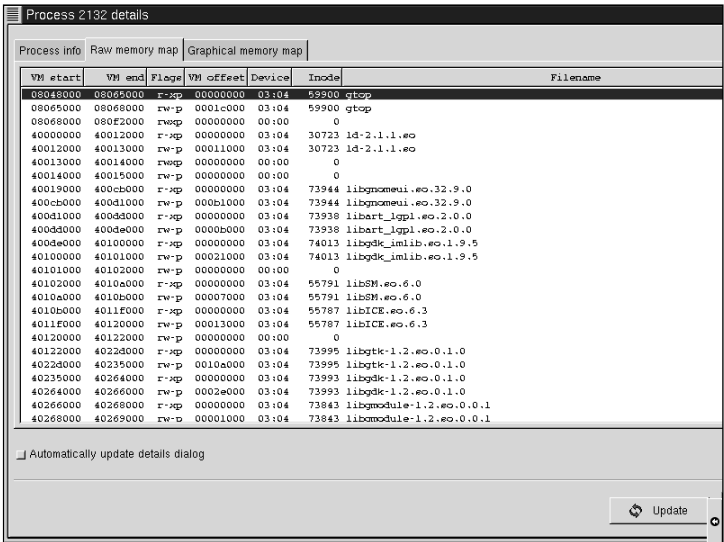 Process 2132 details
Process info Raw memory map Graphical memory map
VM start VM end Flags VM offset Device Inode Filename
08048000 08065000 r-xp 00000000 03:04 59900 gtop
08065000 08068000 rw-p 0001c000 03:04 59900 gtop
08068000 080f2000 rwxp 00000000 00:00 0
40000000 40012000 r-xp 00000000 03:04 30723 ld-2.1.1.so
40012000 40013000 rw-p 00011000 03:04 30723 ld-2.1.1.so
40013000 40014000 rwxp 00000000 00:00 0
40014000 40015000 rw-p 00000000 00:00 0
40019000 400cb000 r-xp 00000000 03:04 73944 libgnomeui.so.32.9.0
400cb000 400d1000 rw-p 000b1000 03:04 73944 libgnomeui.so.32.9.0
400d1000 400dd000 r-xp 00000000 03:04 73938 libart_lgpl.so.2.0.0
400dd000 400de000 rw-p 0000b000 03:04 73938 libart_lgpl.so.2.0.0
400de000 40100000 r-xp 00000000 03:04 74013 libgdk_imlib.so.1.9.5
40100000 40101000 rw-p 00021000 03:04 74013 libgdk_imlib.so.1.9.5
40101000 40102000 rw-p 00000000 00:00 0
40102000 4010a000 r-xp 00000000 03:04 55791 libSM.so.6.0
4010a000 4010b000 rw-p 00007000 03:04 55791 libSM.so.6.0
4010b000 4011f000 r-xp 00000000 03:04 55787 libICE.so.6.3
4011f000 40120000 rw-p 00013000 03:04 55787 libICE.so.6.3
40120000 40122000 rw-p 00000000 00:00 0
40122000 4022d000 r-xp 00000000 03:04 73995 libgtk-1.2.so.0.1.0
4022d000 40235000 rw-p 0010a000 03:04 73995 libgtk-1.2.so.0.1.0
40235000 40264000 r-xp 00000000 03:04 73993 libgdk-1.2.so.0.1.0
40264000 40266000 rw-p 0002e000 03:04 73993 libgdk-1.2.so.0.1.0
40266000 40268000 r-xp 00000000 03:04 73843 libgmodule-1.2.so.0.0.1
40268000 40269000 rw-p 00001000 03:04 73843 libgmodule-1.2.so.0.0.1
Automatically update details dialog
Update